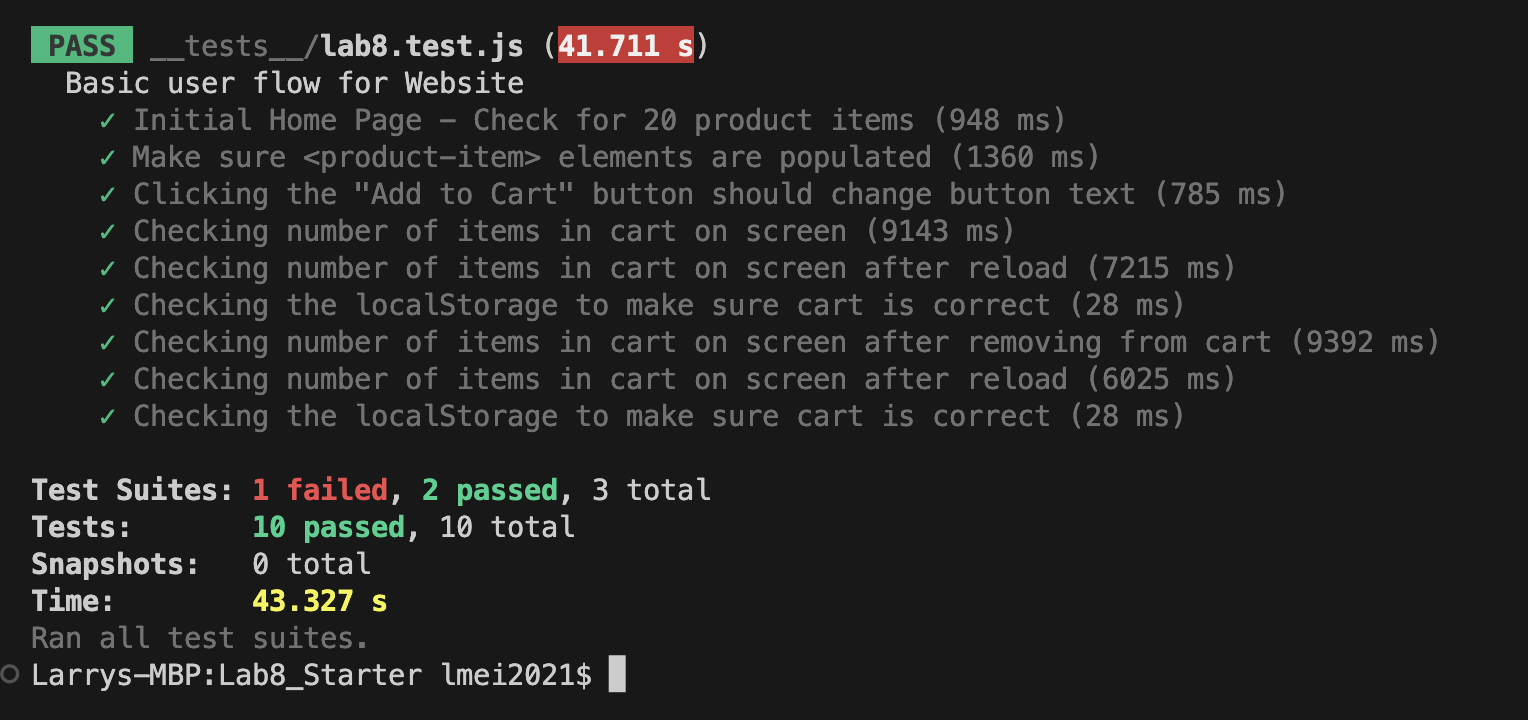 PASS __tests__/lab8.test.js (41.711 s)
Basic user flow for Website
✓ Initial Home Page – Check for 20 product items (948 ms)
✓ Make sure <product-item> elements are populated (1360 ms)
✓ Clicking the "Add to Cart" button should change button text (785 ms)
✓ Checking number of items in cart on screen (9143 ms)
✓ Checking number of items in cart on screen after reload (7215 ms)
✓ Checking the localStorage to make sure cart is correct (28 ms)
✓ Checking number of items in cart on screen after removing from cart (9392 ms)
✓ Checking number of items in cart on screen after reload (6025 ms)
✓ Checking the localStorage to make sure cart is correct (28 ms)
Test Suites: 1 failed, 2 passed, 3 total
Tests: 10 passed, 10 total
Snapshots: 0 total
Time: 43.327 s
Ran all test suites.
Larrys-MBP:Lab8_Starter lmei2021$